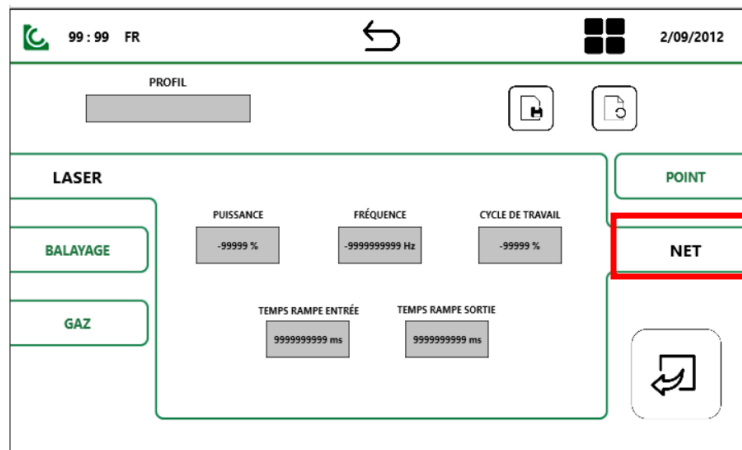 99 : 99 FR 2/09/2012
PROFIL
LASER
POINT
PUISSANCE FRÉQUENCE CYCLE DE TRAVAIL
-99999 % -9999999999 Hz -99999 %
BALAYAGE
NET
TEMPS RAMPE ENTRÉE TEMPS RAMPE SORTIE
GAZ
9999999999 ms 9999999999 ms